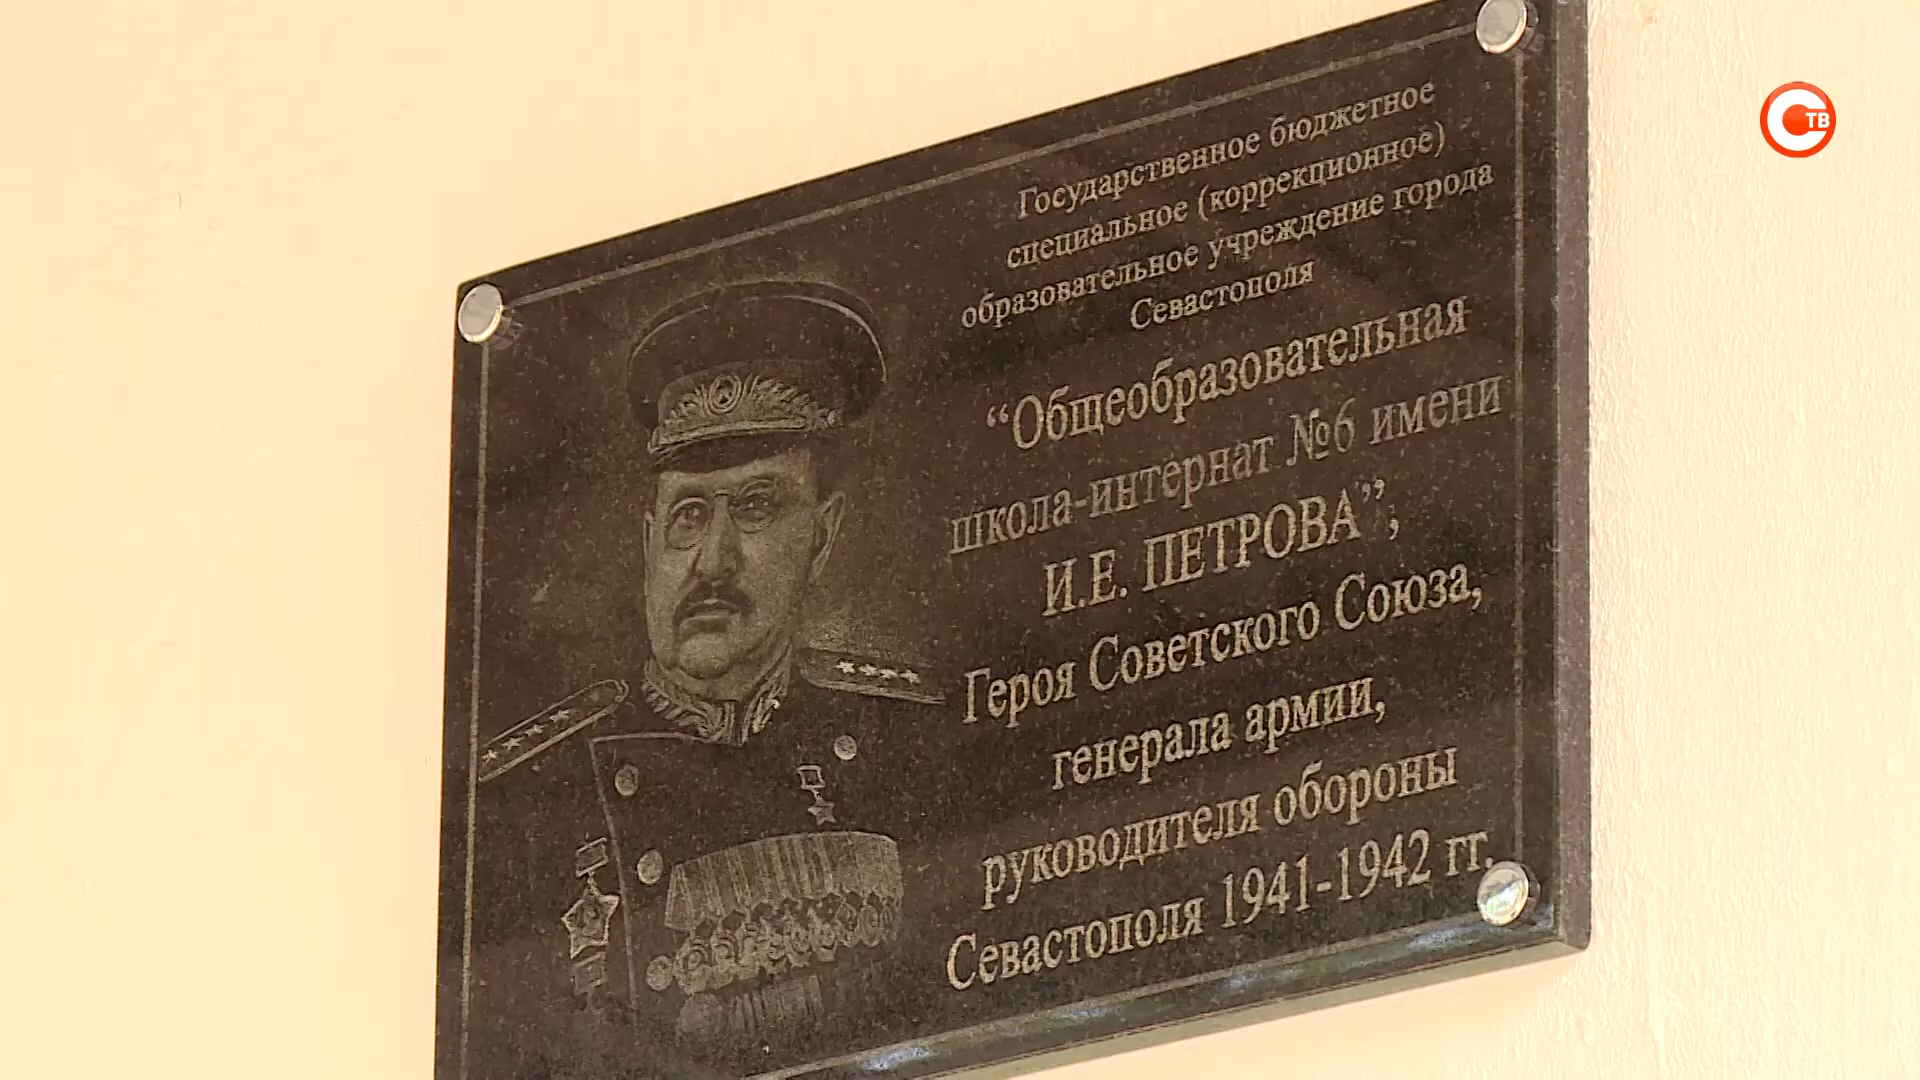 Государственное бюджетное
специальное (коррекционное)
образовательное учреждение города
Севастополя
“Общеобразовательная
школа-интернат №6 имени
И.Е. ПЕТРОВА”,
Героя Советского Союза,
генерала армии,
руководителя обороны
Севастополя 1941-1942 гг.
СТВ